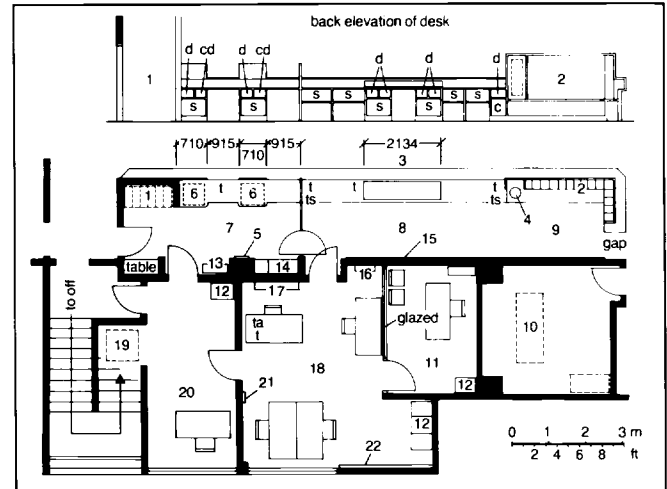 back elevation of desk
d cd d cd d d d
1 2
s s s s s s s s c
710 915 710 915 2134
3
1 6 t 6 t t t ts ts 2
7 8 4 9
5 15 gap
table 13 14 16
17
to off 12 ta t glazed 10
19 11
18
20 21 12 12
22
0 1 2 3 m
2 4 6 8 ft